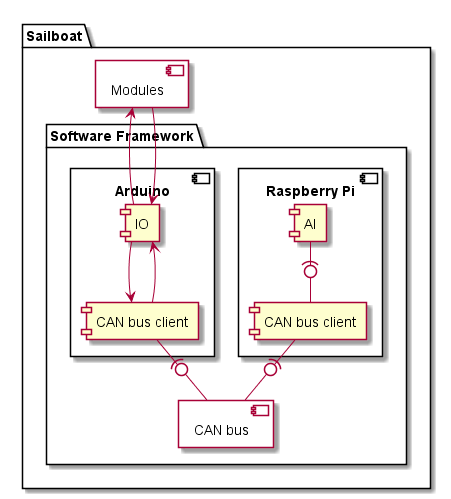 Sailboat
Modules
Software Framework
Arduino
Raspberry Pi
IO
AI
CAN bus client
CAN bus client
CAN bus